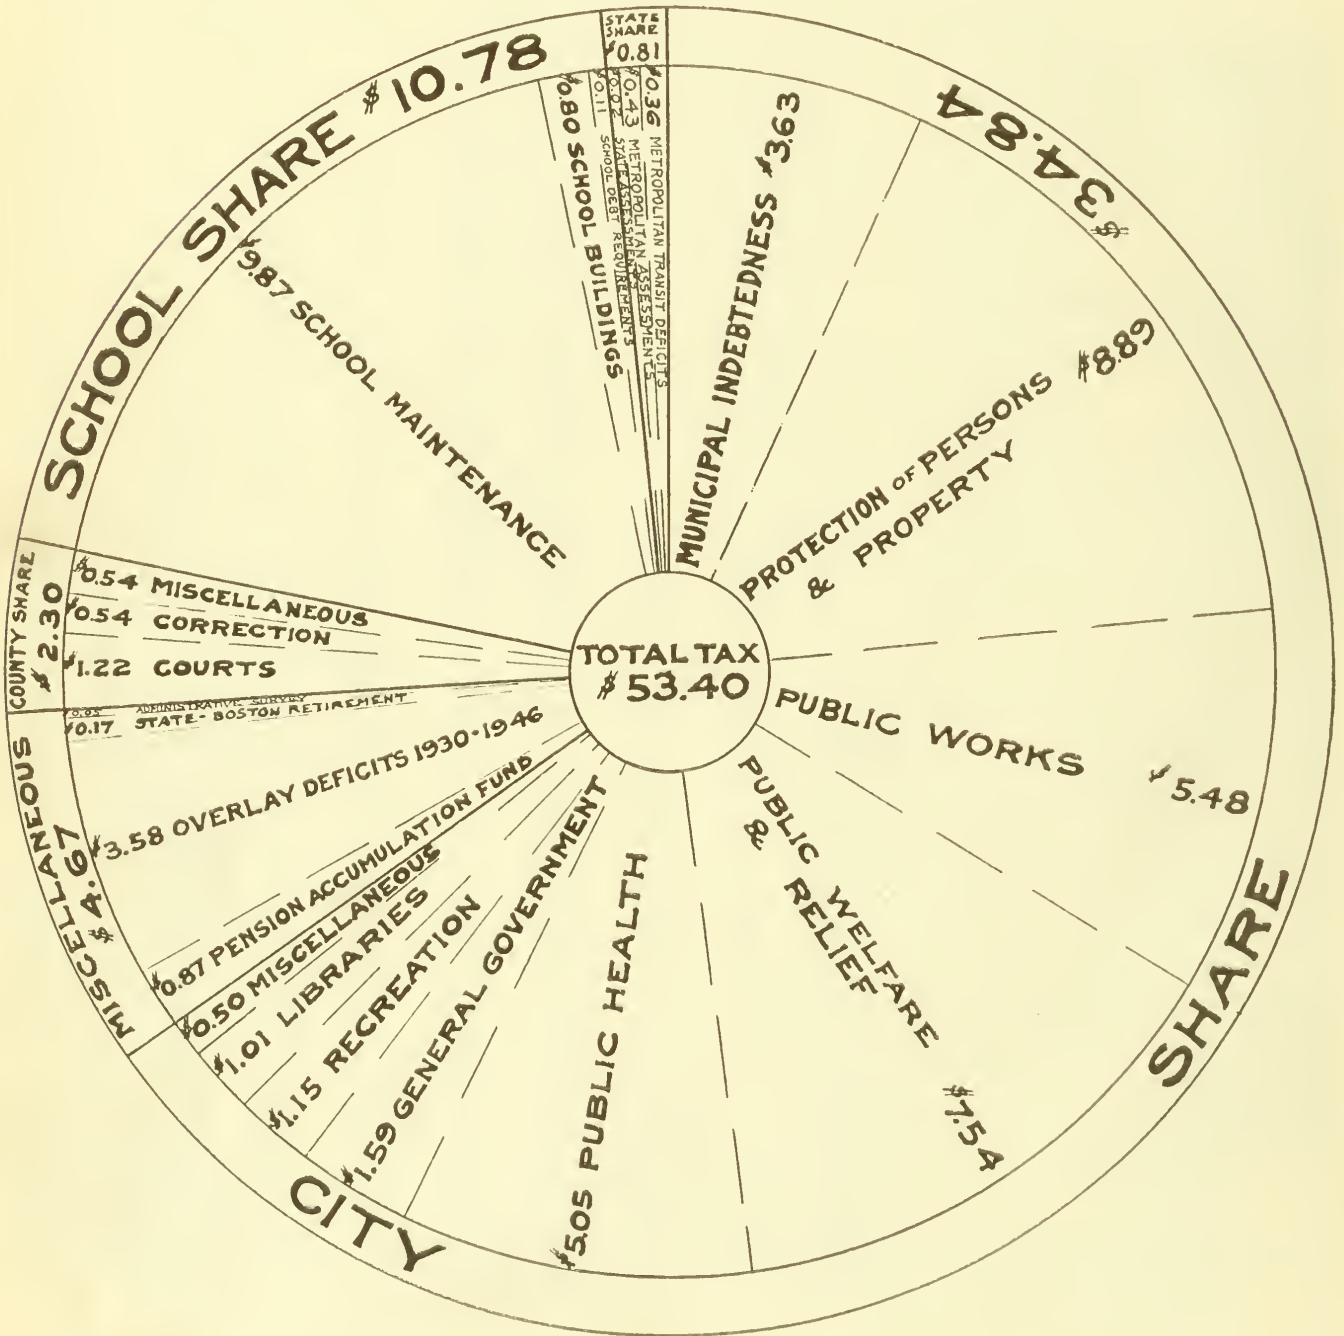 TOTAL TAX
$53.40
STATE
SHARE
$0.81
$0.36 METROPOLITAN TRANSIT DEFICITS
$0.43 METROPOLITAN ASSESSMENTS
$0.02 STATE ASSESSMENTS
CITY SHARE $34.84
MUNICIPAL INDEBTEDNESS $3.63
PROTECTION OF PERSONS $8.89
& PROPERTY
PUBLIC WORKS $5.48
PUBLIC WELFARE $7.54
& RELIEF
$5.05 PUBLIC HEALTH
$1.59 GENERAL GOVERNMENT
$1.15 RECREATION
$1.01 LIBRARIES
$0.50 MISCELLANEOUS
MISCELLANEOUS $4.67
$0.87 PENSION ACCUMULATION FUND
$3.58 OVERLAY DEFICITS 1930-1946
$0.17 STATE-BOSTON RETIREMENT
$0.05 ADMINISTRATIVE SURVEY
COUNTY SHARE
$2.30
$1.22 COURTS
$0.54 CORRECTION
$0.54 MISCELLANEOUS
SCHOOL SHARE $10.78
$9.87 SCHOOL MAINTENANCE
$0.80 SCHOOL BUILDINGS
$0.11 SCHOOL DEBT REQUIREMENTS